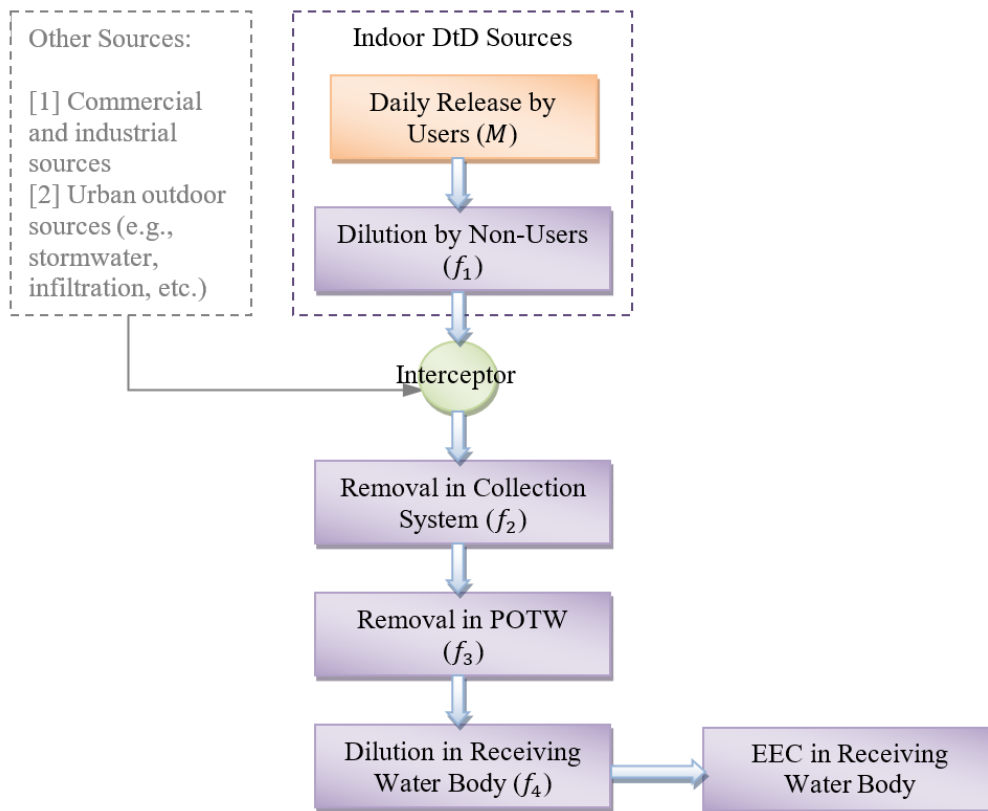 Other Sources:
[1] Commercial
and industrial
sources
[2] Urban outdoor
sources (e.g.,
stormwater,
infiltration, etc.)
Indoor DtD Sources
Daily Release by
Users (M)
Dilution by Non-Users
(f₁)
Interceptor
Removal in Collection
System (f₂)
Removal in POTW
(f₃)
Dilution in Receiving
Water Body (f₄)
EEC in Receiving
Water Body